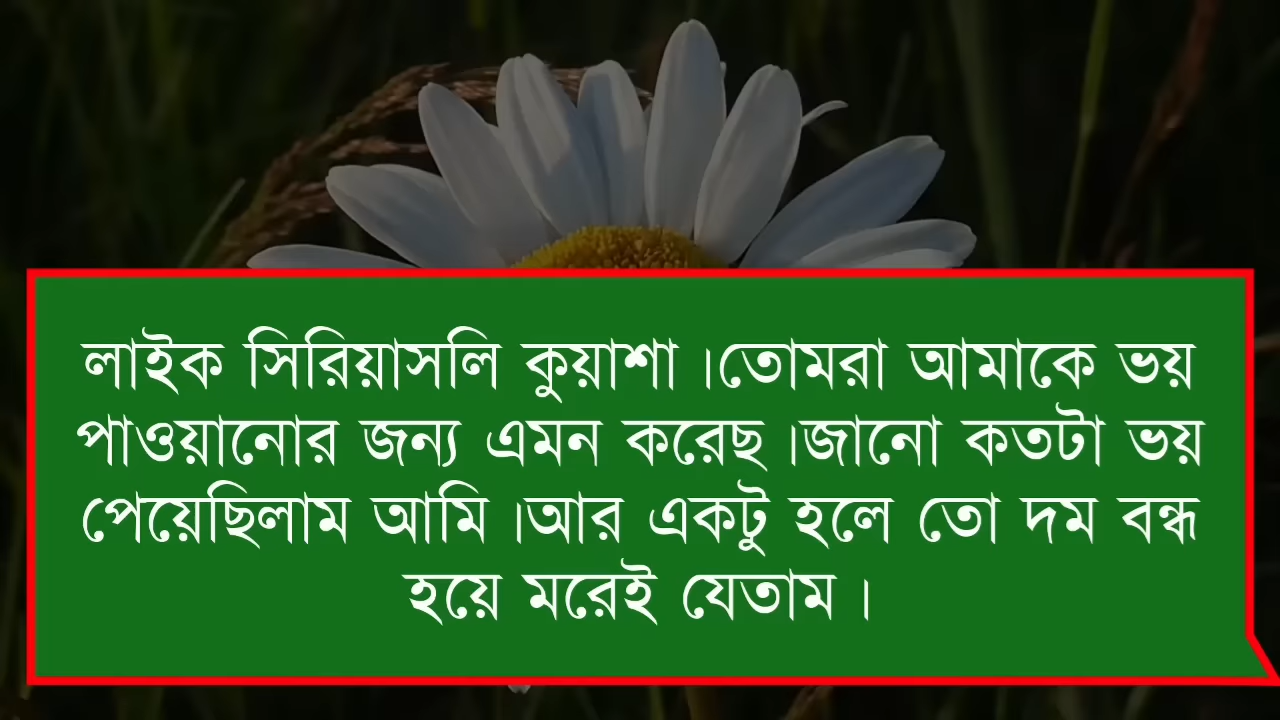 লাইক সিরিয়াসলি কুয়াশা ।তোমরা আমাকে ভয়
পাওয়ানোর জন্য এমন করেছ ।জানো কতটা ভয়
পেয়েছিলাম আমি ।আর একটু হলে তো দম বন্ধ
হয়ে মরেই যেতাম ।